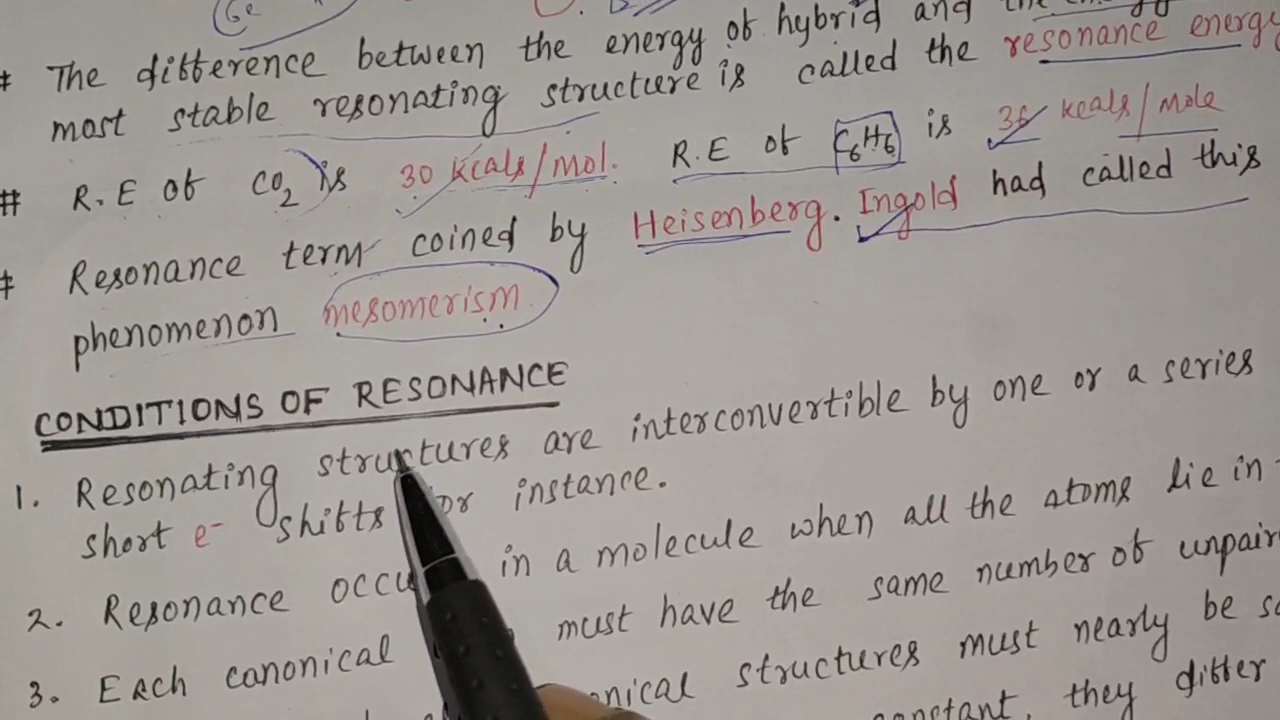 Ge
# The difference between the energy of hybrid and the energy
most stable resonating structure is called the resonance energy
# R.E of CO2 is 30 kcals/mol. R.E of C6H6 is 36 kcals/mole
# Resonance term coined by Heisenberg. Ingold had called this
phenomenon mesomerism
CONDITIONS OF RESONANCE
1. Resonating structures are interconvertible by one or a series
short e- shifts for instance.
2. Resonance in a molecule when all the atoms lie in
3. Each canonical must have the same number of
structures must nearly be
they differ